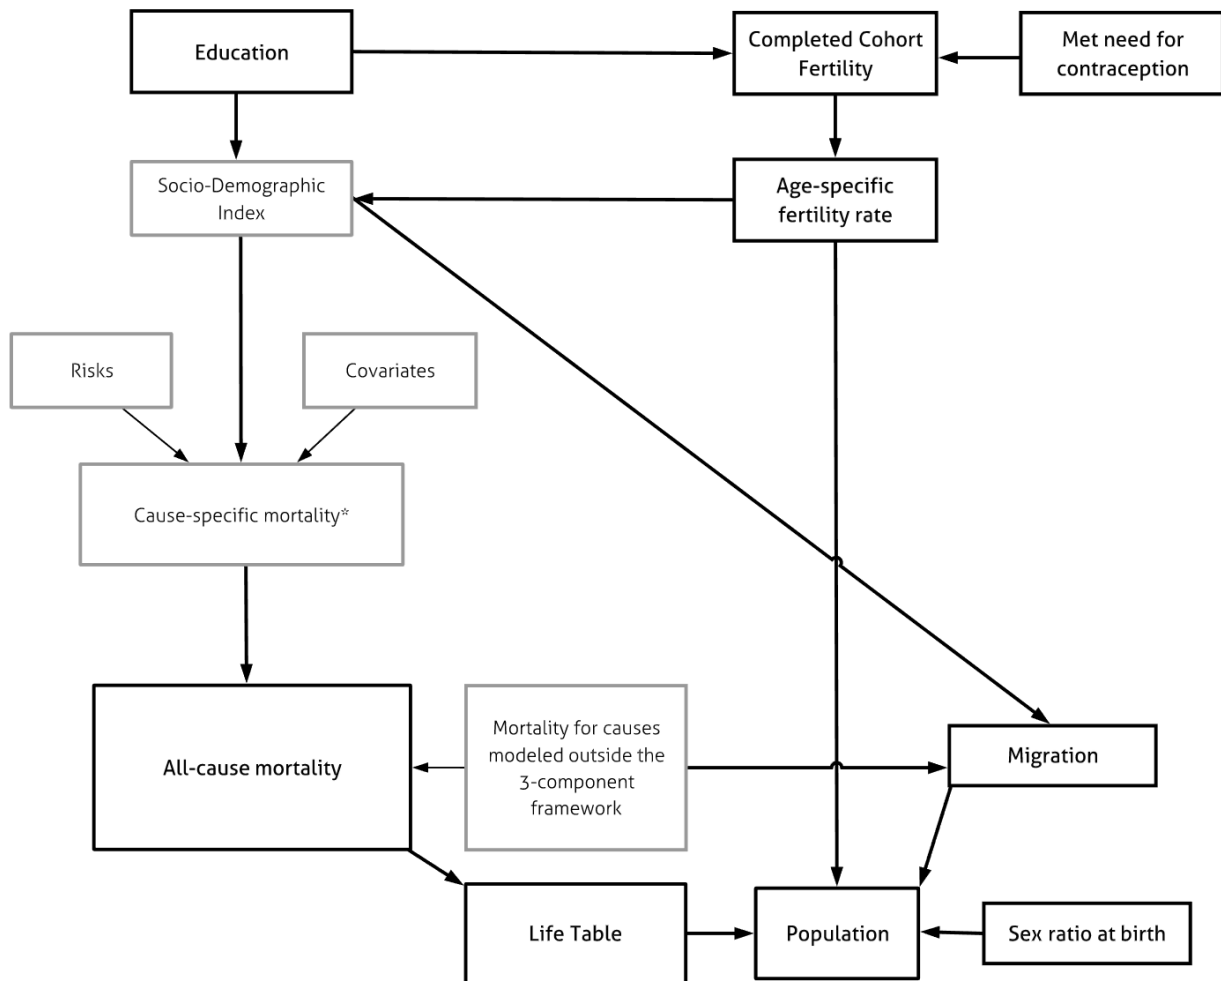 Education
Completed Cohort
Fertility
Met need for
contraception
Socio-Demographic
Index
Age-specific
fertility rate
Risks
Covariates
Cause-specific mortality*
All-cause mortality
Mortality for causes
modeled outside the
3-component
framework
Migration
Life Table
Population
Sex ratio at birth